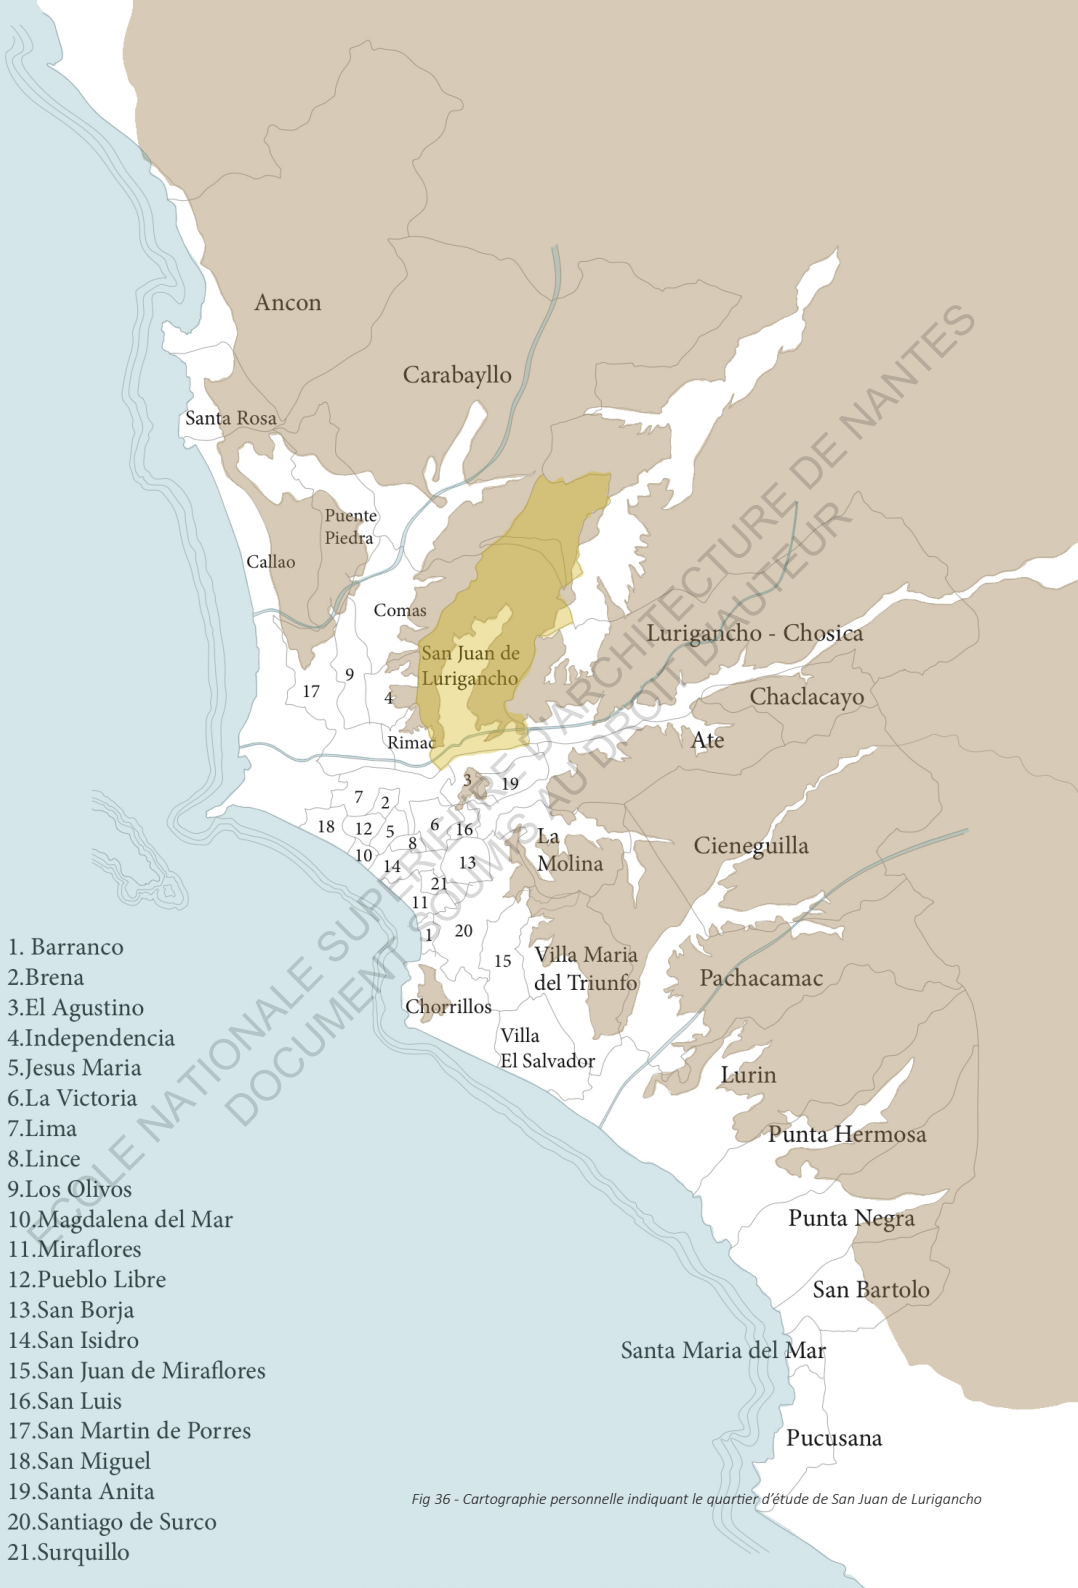 Ancon
Carabayllo
Santa Rosa
Puente
Piedra
Callao
Comas
Lurigancho - Chosica
San Juan de
Lurigancho
9
17
4
Chaclacayo
Rimac
Ate
3
19
7
2
18
12
5
6
16
8
La
Molina
Cieneguilla
10
14
13
21
11
1
20
15
Villa Maria
del Triunfo
Pachacamac
Chorrillos
Villa
El Salvador
Lurin
Punta Hermosa
Punta Negra
San Bartolo
Santa Maria del Mar
Pucusana
1. Barranco
2.Brena
3.El Agustino
4.Independencia
5.Jesus Maria
6.La Victoria
7.Lima
8.Lince
9.Los Olivos
10.Magdalena del Mar
11.Miraflores
12.Pueblo Libre
13.San Borja
14.San Isidro
15.San Juan de Miraflores
16.San Luis
17.San Martin de Porres
18.San Miguel
19.Santa Anita
20.Santiago de Surco
21.Surquillo
Fig 36 - Cartographie personnelle indiquant le quartier d'étude de San Juan de Lurigancho
ECOLE NATIONALE SUPERIEURE D'ARCHITECTURE DE NANTES
DOCUMENT SOUMIS AU DROIT D'AUTEUR